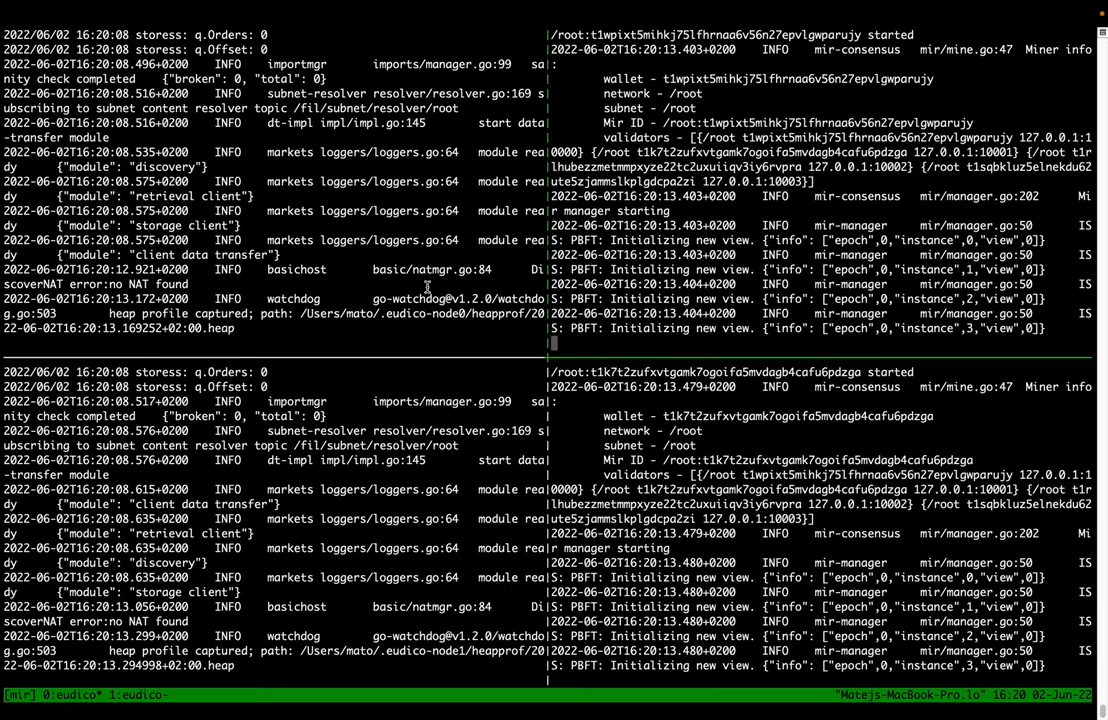 2022/06/02 16:20:08 storess: q.Orders: 0
2022/06/02 16:20:08 storess: q.Offset: 0
2022-06-02T16:20:08.496+0200    INFO    importmgr       imports/manager.go:99   sa
nity check completed    {"broken": 0, "total": 0}
2022-06-02T16:20:08.516+0200    INFO    subnet-resolver resolver/resolver.go:169 s
ubscribing to subnet content resolver topic /fil/subnet/resolver/root
2022-06-02T16:20:08.516+0200    INFO    dt-impl impl/impl.go:145        start data
-transfer module
2022-06-02T16:20:08.535+0200    INFO    markets loggers/loggers.go:64   module rea
dy      {"module": "discovery"}
2022-06-02T16:20:08.575+0200    INFO    markets loggers/loggers.go:64   module rea
dy      {"module": "retrieval client"}
2022-06-02T16:20:08.575+0200    INFO    markets loggers/loggers.go:64   module rea
dy      {"module": "storage client"}
2022-06-02T16:20:08.575+0200    INFO    markets loggers/loggers.go:64   module rea
dy      {"module": "client data transfer"}
2022-06-02T16:20:12.921+0200    INFO    basichost       basic/natmgr.go:84      Di
scoverNAT error:no NAT found
2022-06-02T16:20:13.172+0200    INFO    watchdog        go-watchdog@v1.2.0/watchdo
g.go:503        heap profile captured; path: /Users/mato/.eudico-node0/heapprof/20
22-06-02T16:20:13.169252+02:00.heap
/root:t1wpixt5mihkj75lfhrnaa6v56n27epvlgwparujy started
2022-06-02T16:20:13.403+0200    INFO    mir-consensus   mir/mine.go:47  Miner info
:
wallet - t1wpixt5mihkj75lfhrnaa6v56n27epvlgwparujy
network - /root
subnet - /root
Mir ID - /root:t1wpixt5mihkj75lfhrnaa6v56n27epvlgwparujy
validators - [{/root t1wpixt5mihkj75lfhrnaa6v56n27epvlgwparujy 127.0.0.1:1
0000} {/root t1k7t2zufxvtgamk7ogoifa5mvdagb4cafu6pdzga 127.0.0.1:10001} {/root t1r
lhubezzmetmmpxyze22tc2uxuiiqv3iy6rvpra 127.0.0.1:10002} {/root t1sqbkluz5elnekdu62
ute5zjammslkplgdcpa2zi 127.0.0.1:10003}]
2022-06-02T16:20:13.403+0200    INFO    mir-consensus   mir/manager.go:202      Mi
r manager starting
2022-06-02T16:20:13.403+0200    INFO    mir-manager     mir/manager.go:50       IS
S: PBFT: Initializing new view. {"info": ["epoch",0,"instance",0,"view",0]}
2022-06-02T16:20:13.403+0200    INFO    mir-manager     mir/manager.go:50       IS
S: PBFT: Initializing new view. {"info": ["epoch",0,"instance",1,"view",0]}
2022-06-02T16:20:13.404+0200    INFO    mir-manager     mir/manager.go:50       IS
S: PBFT: Initializing new view. {"info": ["epoch",0,"instance",2,"view",0]}
2022-06-02T16:20:13.404+0200    INFO    mir-manager     mir/manager.go:50       IS
S: PBFT: Initializing new view. {"info": ["epoch",0,"instance",3,"view",0]}
2022/06/02 16:20:08 storess: q.Orders: 0
2022/06/02 16:20:08 storess: q.Offset: 0
2022-06-02T16:20:08.517+0200    INFO    importmgr       imports/manager.go:99   sa
nity check completed    {"broken": 0, "total": 0}
2022-06-02T16:20:08.576+0200    INFO    subnet-resolver resolver/resolver.go:169 s
ubscribing to subnet content resolver topic /fil/subnet/resolver/root
2022-06-02T16:20:08.576+0200    INFO    dt-impl impl/impl.go:145        start data
-transfer module
2022-06-02T16:20:08.615+0200    INFO    markets loggers/loggers.go:64   module rea
dy      {"module": "client data transfer"}
2022-06-02T16:20:08.635+0200    INFO    markets loggers/loggers.go:64   module rea
dy      {"module": "retrieval client"}
2022-06-02T16:20:08.635+0200    INFO    markets loggers/loggers.go:64   module rea
dy      {"module": "discovery"}
2022-06-02T16:20:08.635+0200    INFO    markets loggers/loggers.go:64   module rea
dy      {"module": "storage client"}
2022-06-02T16:20:13.056+0200    INFO    basichost       basic/natmgr.go:84      Di
scoverNAT error:no NAT found
2022-06-02T16:20:13.299+0200    INFO    watchdog        go-watchdog@v1.2.0/watchdo
g.go:503        heap profile captured; path: /Users/mato/.eudico-node1/heapprof/20
22-06-02T16:20:13.294998+02:00.heap
/root:t1k7t2zufxvtgamk7ogoifa5mvdagb4cafu6pdzga started
2022-06-02T16:20:13.479+0200    INFO    mir-consensus   mir/mine.go:47  Miner info
:
wallet - t1k7t2zufxvtgamk7ogoifa5mvdagb4cafu6pdzga
network - /root
subnet - /root
Mir ID - /root:t1k7t2zufxvtgamk7ogoifa5mvdagb4cafu6pdzga
validators - [{/root t1wpixt5mihkj75lfhrnaa6v56n27epvlgwparujy 127.0.0.1:1
0000} {/root t1k7t2zufxvtgamk7ogoifa5mvdagb4cafu6pdzga 127.0.0.1:10001} {/root t1r
lhubezzmetmmpxyze22tc2uxuiiqv3iy6rvpra 127.0.0.1:10002} {/root t1sqbkluz5elnekdu62
ute5zjammslkplgdcpa2zi 127.0.0.1:10003}]
2022-06-02T16:20:13.479+0200    INFO    mir-consensus   mir/manager.go:202      Mi
r manager starting
2022-06-02T16:20:13.480+0200    INFO    mir-manager     mir/manager.go:50       IS
S: PBFT: Initializing new view. {"info": ["epoch",0,"instance",0,"view",0]}
2022-06-02T16:20:13.480+0200    INFO    mir-manager     mir/manager.go:50       IS
S: PBFT: Initializing new view. {"info": ["epoch",0,"instance",1,"view",0]}
2022-06-02T16:20:13.480+0200    INFO    mir-manager     mir/manager.go:50       IS
S: PBFT: Initializing new view. {"info": ["epoch",0,"instance",2,"view",0]}
2022-06-02T16:20:13.480+0200    INFO    mir-manager     mir/manager.go:50       IS
S: PBFT: Initializing new view. {"info": ["epoch",0,"instance",3,"view",0]}
[mir] 0:eudico* 1:eudico-    "Matejs-MacBook-Pro.lo" 16:20 02-Jun-22